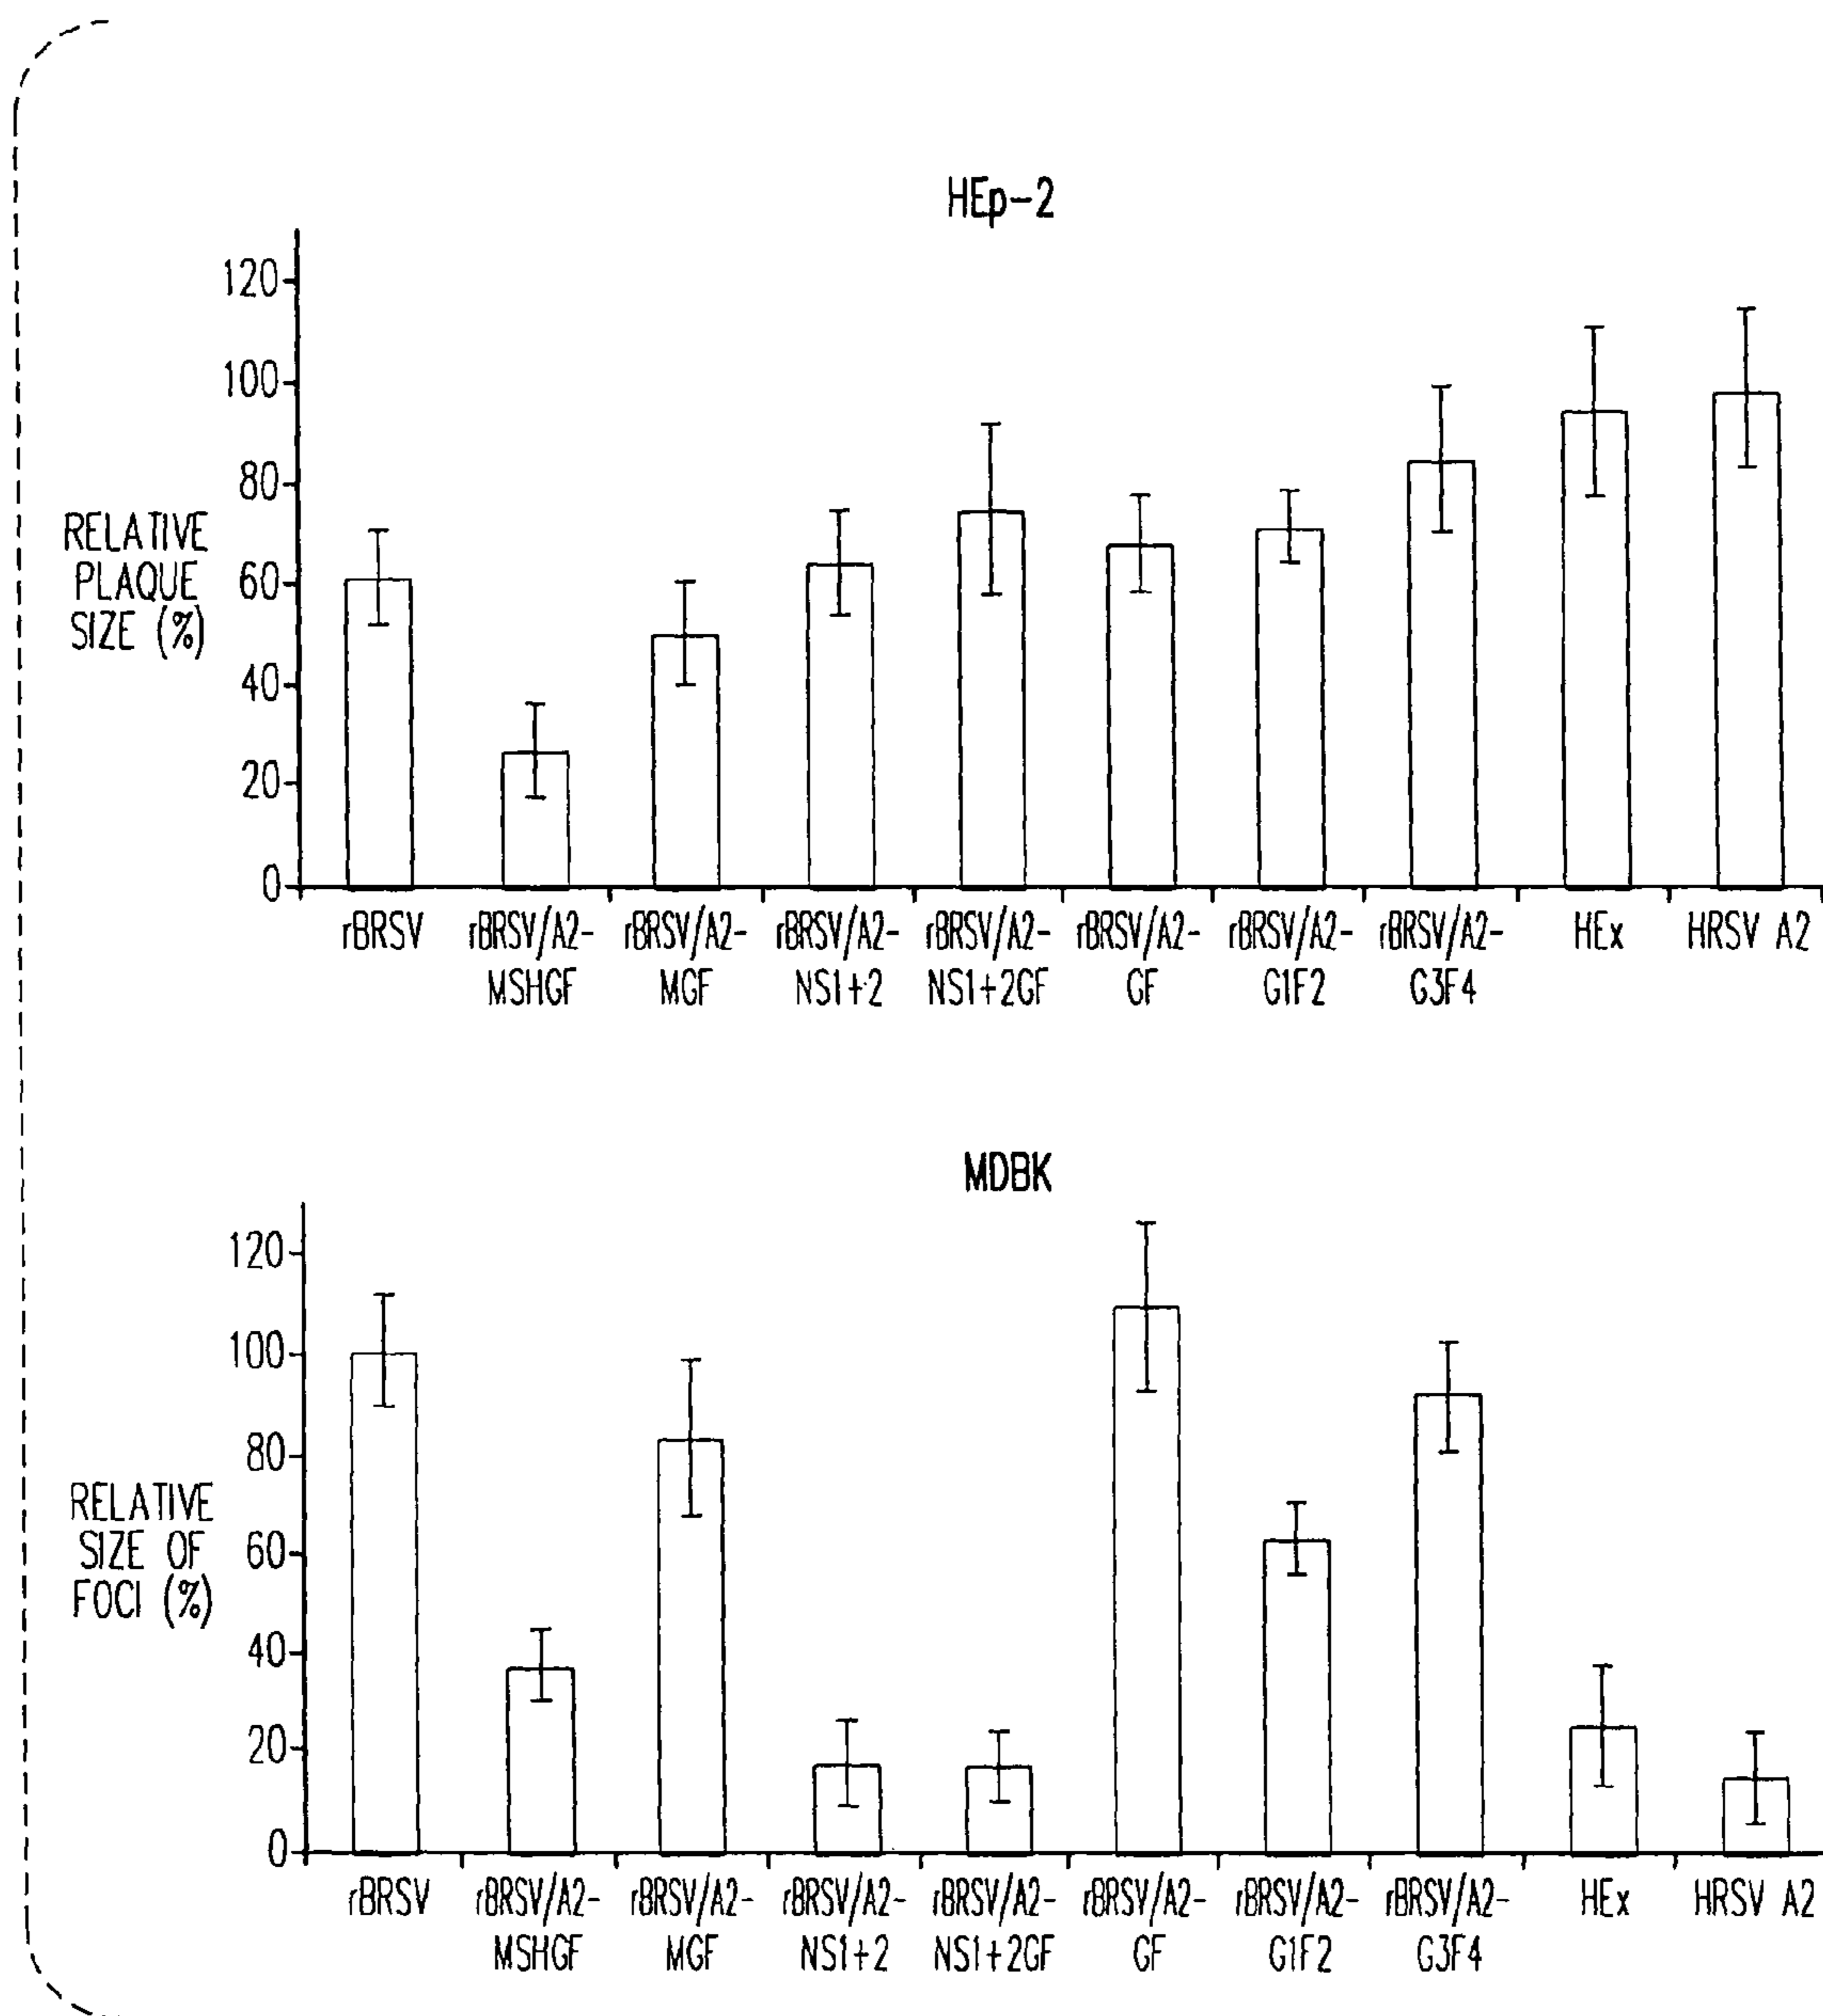 HEp-2
120
100
80
60
40
20
0
RELATIVE
PLAQUE
SIZE (%)
rBRSV
rBRSV/A2-
MSHGF
rBRSV/A2-
MGF
rBRSV/A2-
NS1+2
rBRSV/A2-
NS1+2GF
rBRSV/A2-
GF
rBRSV/A2-
G1F2
rBRSV/A2-
G3F4
HEx
HRSV A2
MDBK
120
100
80
60
40
20
0
RELATIVE
SIZE OF
FOCI (%)
rBRSV
rBRSV/A2-
MSHGF
rBRSV/A2-
MGF
rBRSV/A2-
NS1+2
rBRSV/A2-
NS1+2GF
rBRSV/A2-
GF
rBRSV/A2-
G1F2
rBRSV/A2-
G3F4
HEx
HRSV A2